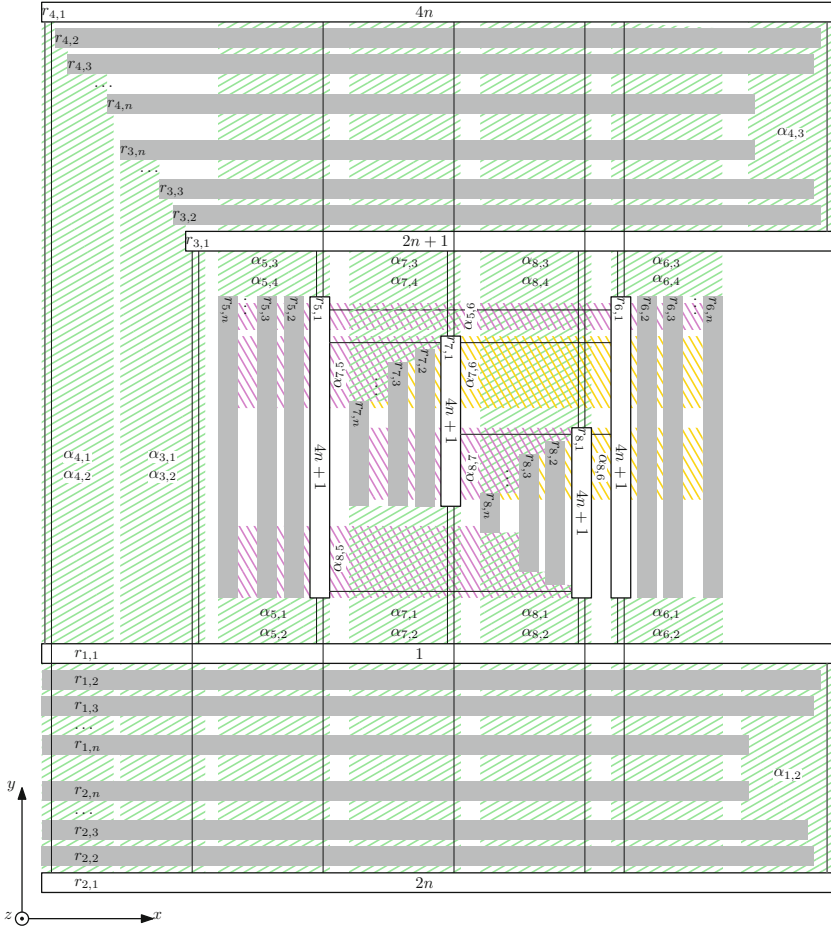 r4,1 4n
r4,2
r4,3
...
r4,n
α4,3
r3,n
...
r3,3
r3,2
r3,1 2n + 1
α5,3 α7,3 α8,3 α6,3
α5,4 α7,4 α8,4 α6,4
r5,n ... r5,3 r5,2 r5,1 α5,6 r6,1 r6,2 r6,3 ... r6,n
α7,5 r7,n ... r7,3 r7,2 r7,1 α7,6
4n + 1 4n + 1 4n + 1 4n + 1
α8,7 r8,n ... r8,3 r8,2 r8,1 α8,6
α4,1 α3,1
α4,2 α3,2
α8,5
α5,1 α7,1 α8,1 α6,1
α5,2 α7,2 α8,2 α6,2
r1,1 1
r1,2
r1,3
...
r1,n
α1,2
r2,n
...
r2,3
r2,2
r2,1 2n
y
z x